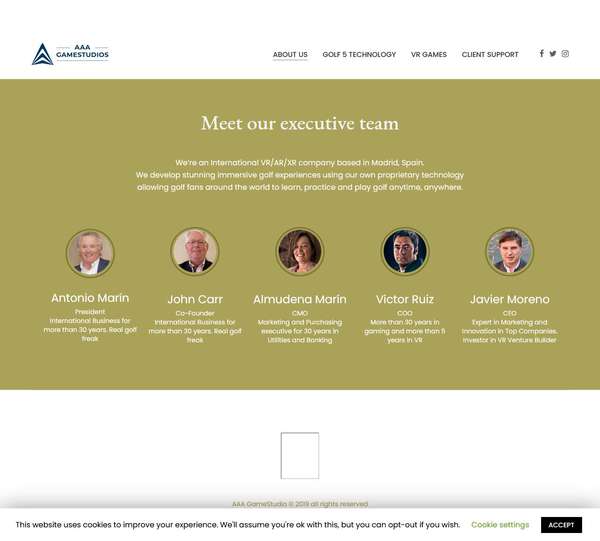 AAA
GAMESTUDIOS
ABOUT US
GOLF 5 TECHNOLOGY
VR GAMES
CLIENT SUPPORT
Meet our executive team
We're an International VR/AR/XR company based in Madrid, Spain.
We develop stunning immersive golf experiences using our own proprietary technology
allowing golf fans around the world to learn, practice and play golf anytime, anywhere.
Antonio Marín
President
International Business for
more than 30 years. Real golf
freak
John Carr
Co-Founder
International Business for
more than 30 years. Real golf
freak
Almudena Marín
CMO
Marketing and Purchasing
executive for 30 years in
Utilities and Banking
Víctor Ruiz
COO
More than 30 years in
gaming and more than 5
years in VR
Javier Moreno
CEO
Expert in Marketing and
Innovation in Top Companies.
Investor in VR Venture Builder
AAA GameStudio © 2019 all rights reserved
This website uses cookies to improve your experience. We'll assume you're ok with this, but you can opt-out if you wish.
Cookie settings
ACCEPT